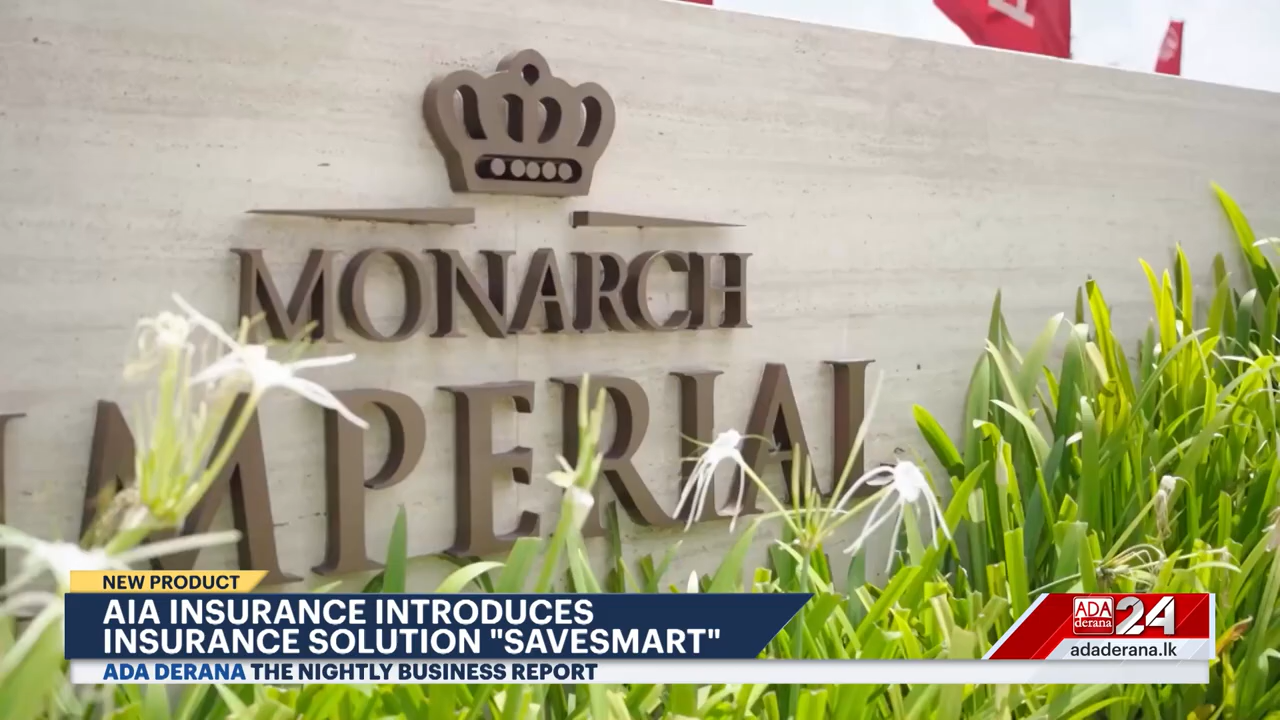 MONARCH
IMPERIAL
NEW PRODUCT
AIA INSURANCE INTRODUCES
INSURANCE SOLUTION "SAVESMART"
ADA DERANA THE NIGHTLY BUSINESS REPORT
ADA
derana
24
adaderana.lk